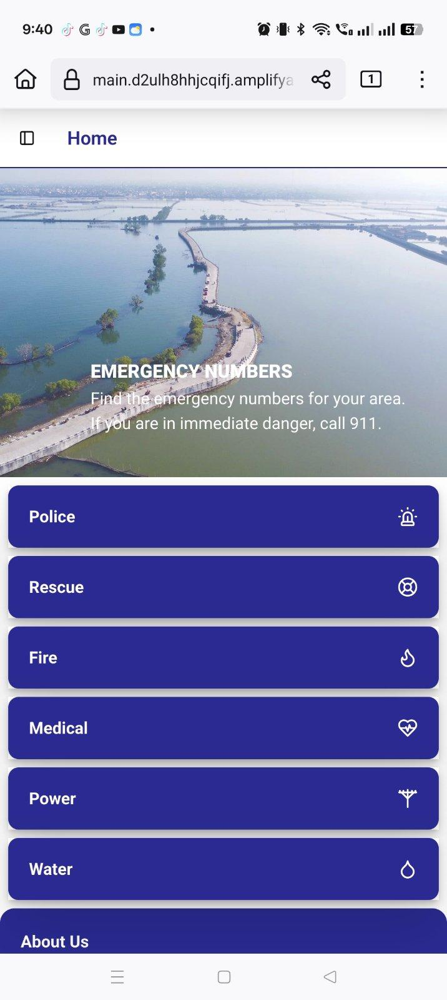 9:40
57
main.d2ulh8hhjcqifj.amplifya
1
Home
EMERGENCY NUMBERS
Find the emergency numbers for your area.
If you are in immediate danger, call 911.
Police
Rescue
Fire
Medical
Power
Water
About Us